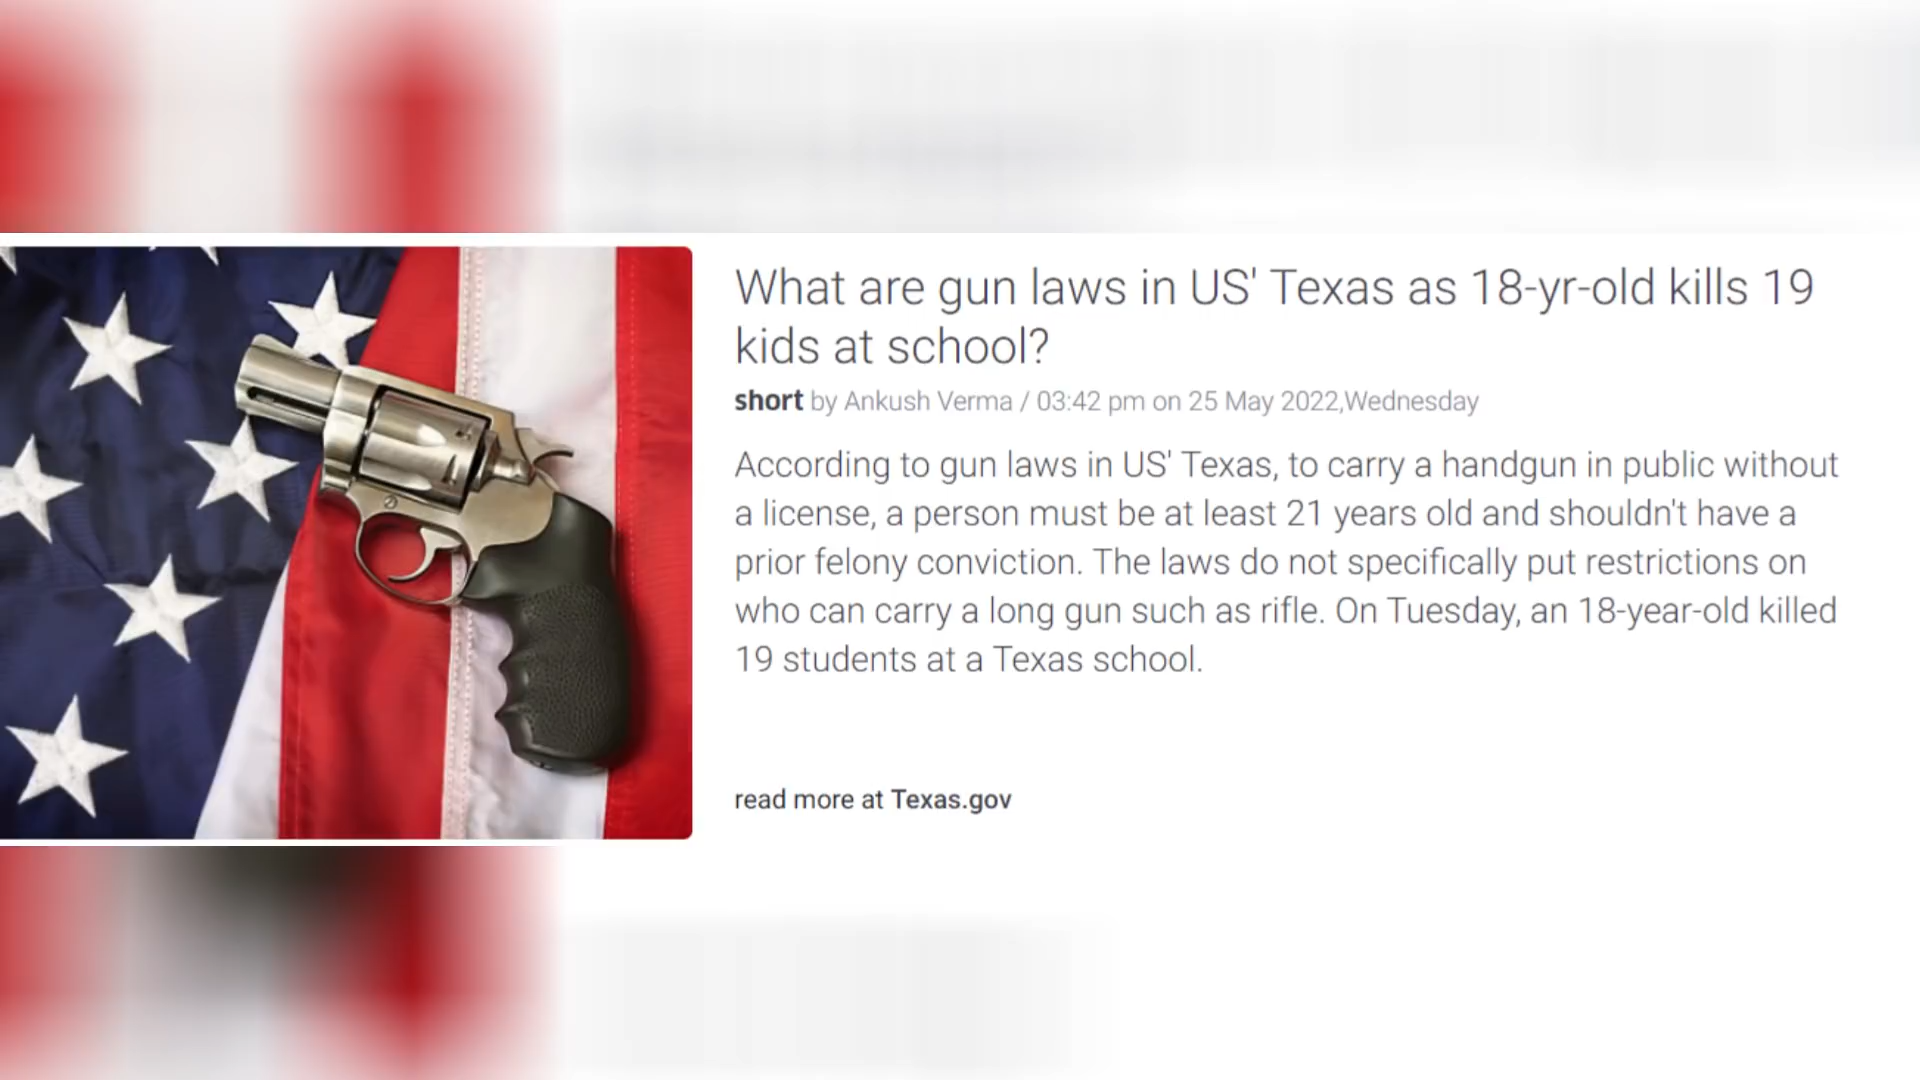 What are gun laws in US' Texas as 18-yr-old kills 19
kids at school?
short by Ankush Verma / 03:42 pm on 25 May 2022,Wednesday
According to gun laws in US' Texas, to carry a handgun in public without
a license, a person must be at least 21 years old and shouldn't have a
prior felony conviction. The laws do not specifically put restrictions on
who can carry a long gun such as rifle. On Tuesday, an 18-year-old killed
19 students at a Texas school.
read more at Texas.gov